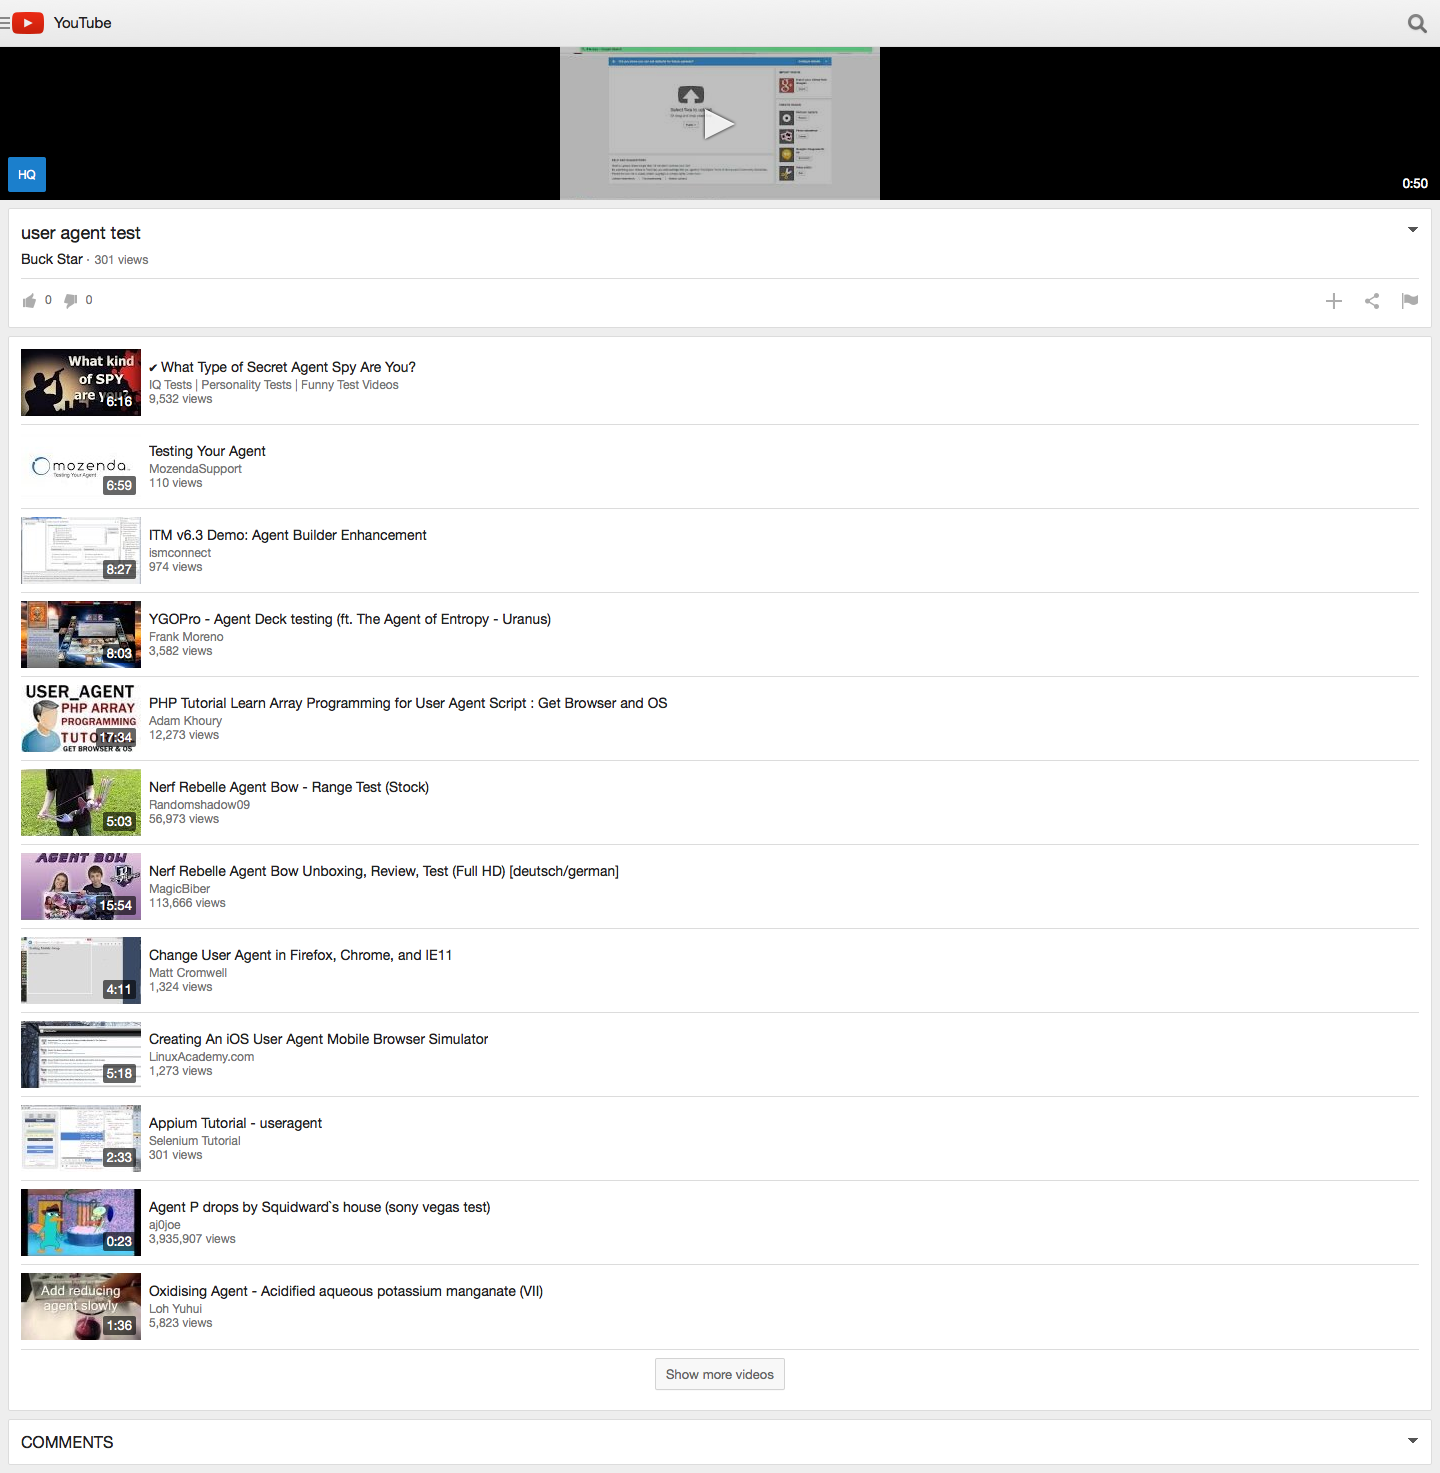 YouTube
HQ
0:50
user agent test
Buck Star · 301 views
0 0
What kind
of SPY
are you?
6:16
✔ What Type of Secret Agent Spy Are You?
IQ Tests | Personality Tests | Funny Test Videos
9,532 views
mozenda
Testing Your Agent
6:59
Testing Your Agent
MozendaSupport
110 views
8:27
ITM v6.3 Demo: Agent Builder Enhancement
ismconnect
974 views
8:03
YGOPro - Agent Deck testing (ft. The Agent of Entropy - Uranus)
Frank Moreno
3,582 views
USER_AGENT
PHP ARRAY
PROGRAMMING
TUTORIAL
GET BROWSER & OS
17:34
PHP Tutorial Learn Array Programming for User Agent Script : Get Browser and OS
Adam Khoury
12,273 views
5:03
Nerf Rebelle Agent Bow - Range Test (Stock)
Randomshadow09
56,973 views
AGENT BOW
15:54
Nerf Rebelle Agent Bow Unboxing, Review, Test (Full HD) [deutsch/german]
MagicBiber
113,666 views
4:11
Change User Agent in Firefox, Chrome, and IE11
Matt Cromwell
1,324 views
5:18
Creating An iOS User Agent Mobile Browser Simulator
LinuxAcademy.com
1,273 views
2:33
Appium Tutorial - useragent
Selenium Tutorial
301 views
0:23
Agent P drops by Squidward`s house (sony vegas test)
aj0joe
3,935,907 views
Add reducing
agent slowly
1:36
Oxidising Agent - Acidified aqueous potassium manganate (VII)
Loh Yuhui
5,823 views
Show more videos
COMMENTS